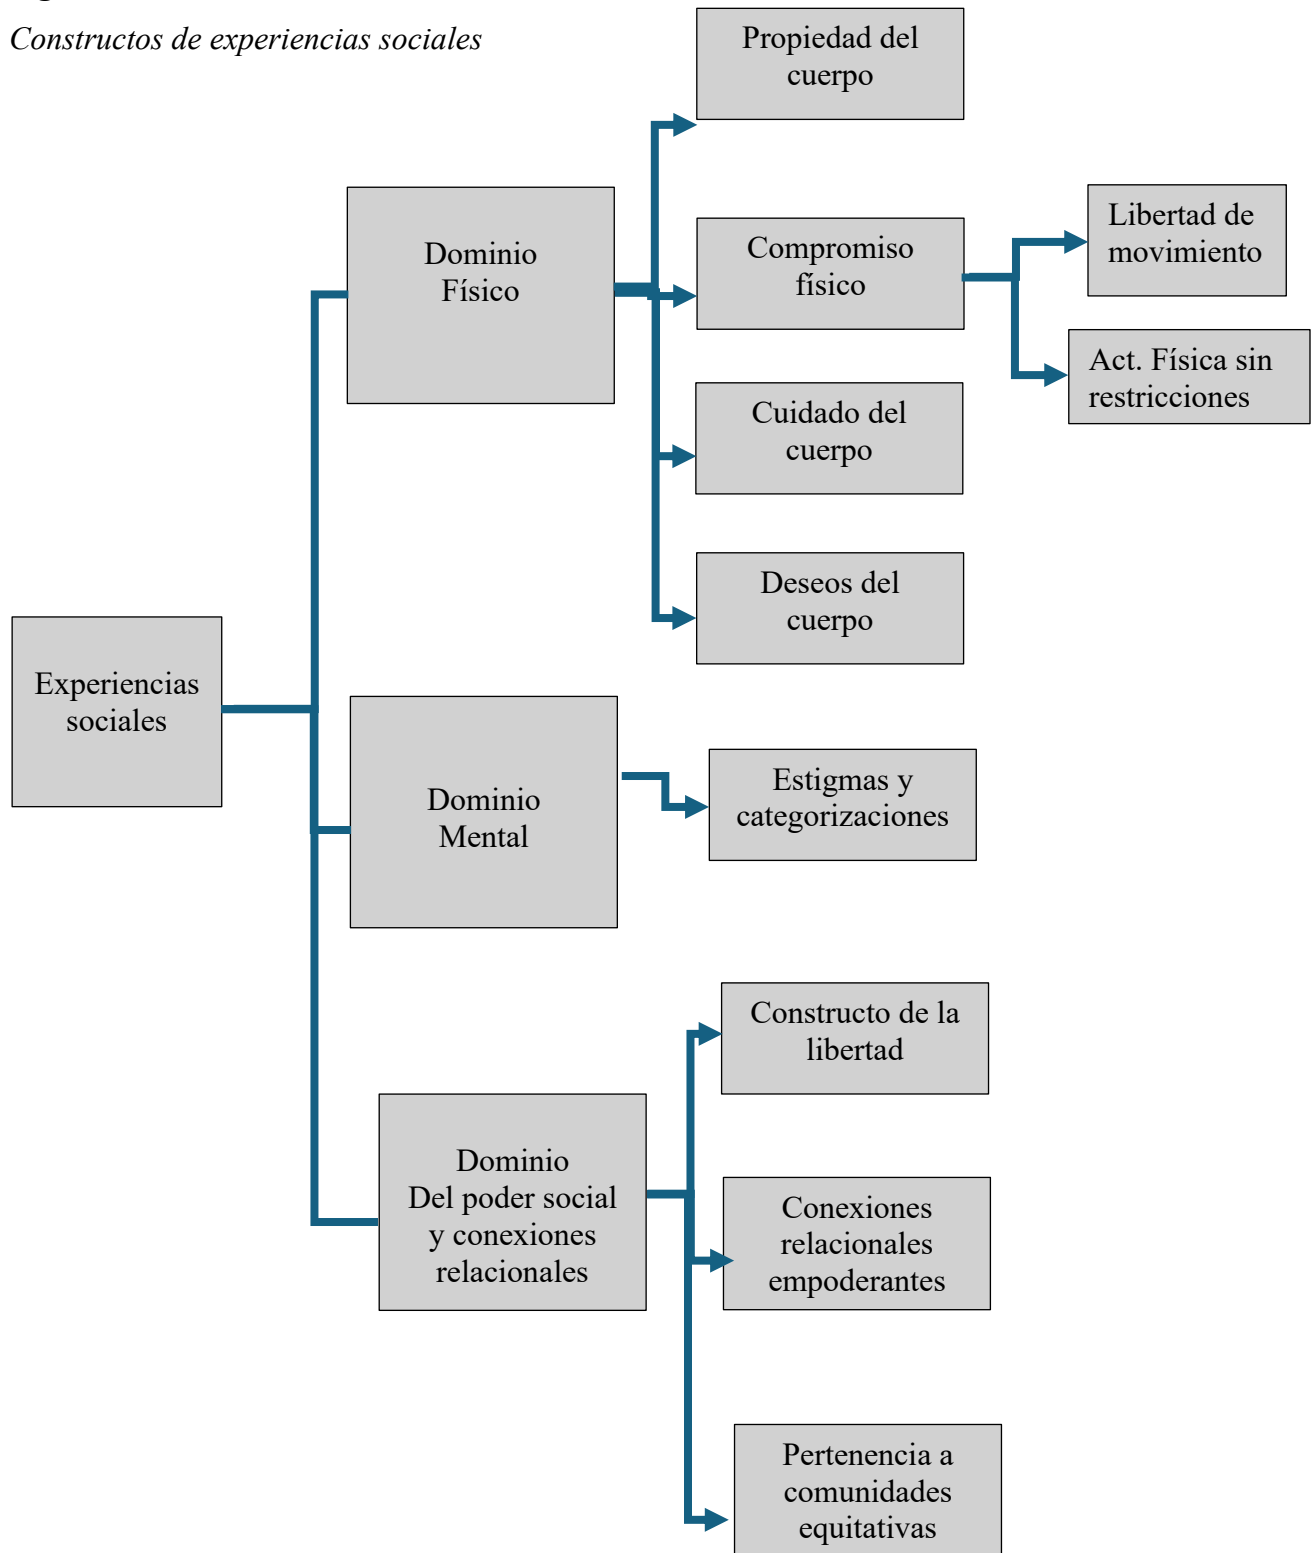 Constructos de experiencias sociales
Propiedad del
cuerpo
Dominio
Físico
Compromiso
físico
Libertad de
movimiento
Act. Física sin
restricciones
Cuidado del
cuerpo
Deseos del
cuerpo
Experiencias
sociales
Dominio
Mental
Estigmas y
categorizaciones
Constructo de la
libertad
Dominio
Del poder social
y conexiones
relacionales
Conexiones
relacionales
empoderantes
Pertenencia a
comunidades
equitativas